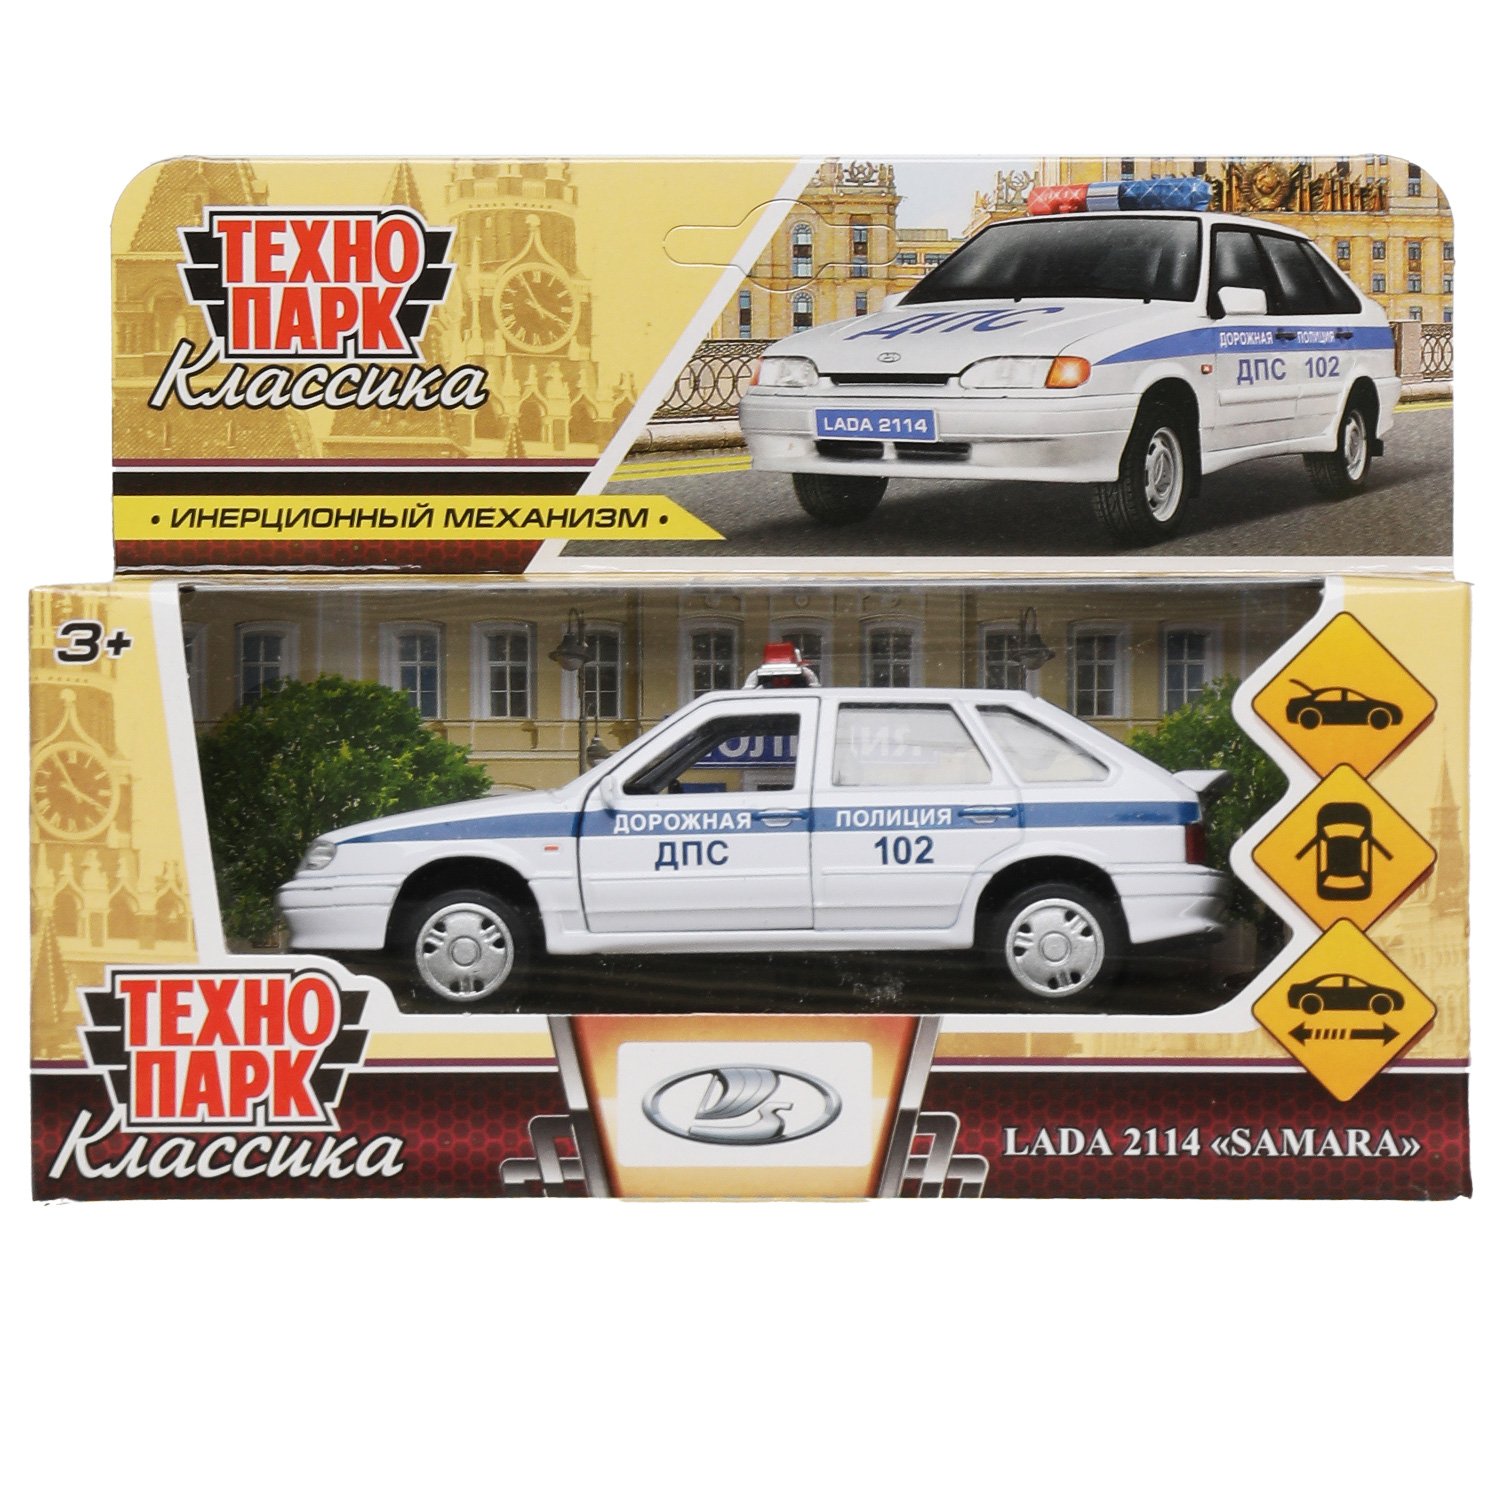 ТЕХНО
ПАРК
Классика
• ИНЕРЦИОННЫЙ МЕХАНИЗМ •
ДПС
ДОРОЖНАЯ ПОЛИЦИЯ
ДПС 102
LADA 2114
3+
ДОРОЖНАЯ ПОЛИЦИЯ
ДПС 102
ТЕХНО
ПАРК
Классика
LADA 2114 «SAMARA»